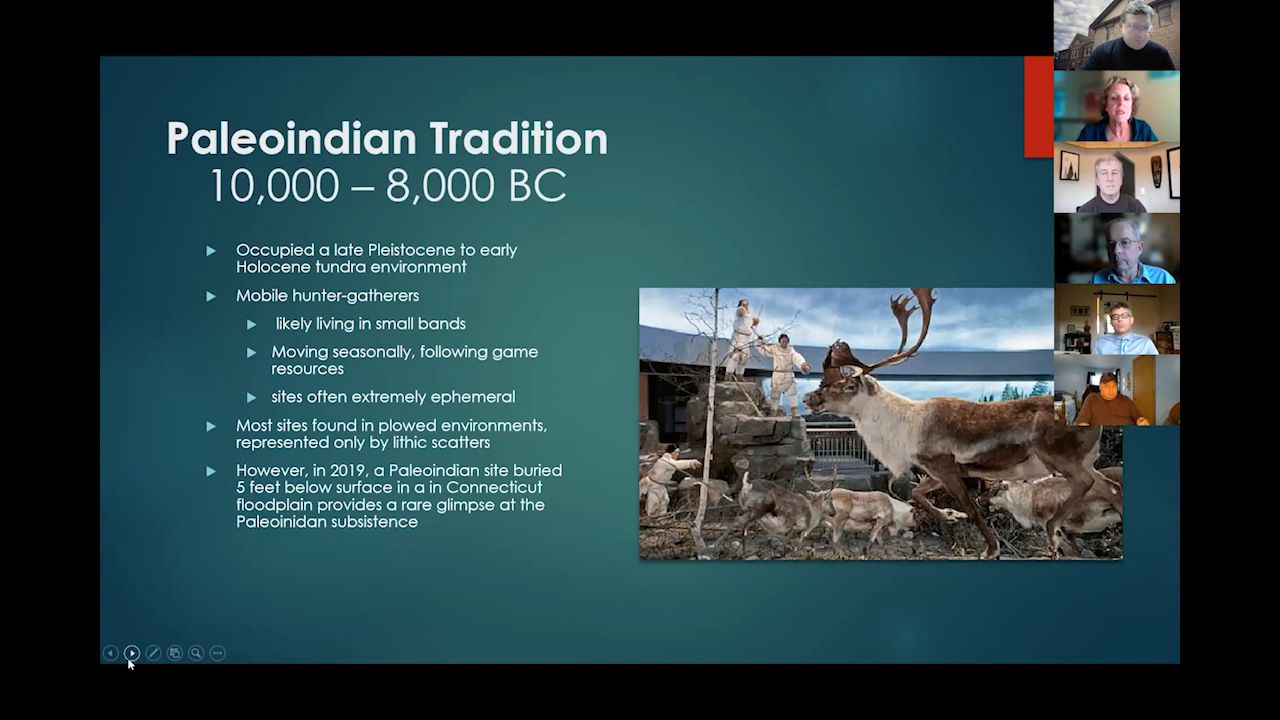 Paleoindian Tradition
10,000 – 8,000 BC
Occupied a late Pleistocene to early
Holocene tundra environment
Mobile hunter-gatherers
likely living in small bands
Moving seasonally, following game
resources
sites often extremely ephemeral
Most sites found in plowed environments,
represented only by lithic scatters
However, in 2019, a Paleoindian site buried
5 feet below surface in a in Connecticut
floodplain provides a rare glimpse at the
Paleoinidan subsistence